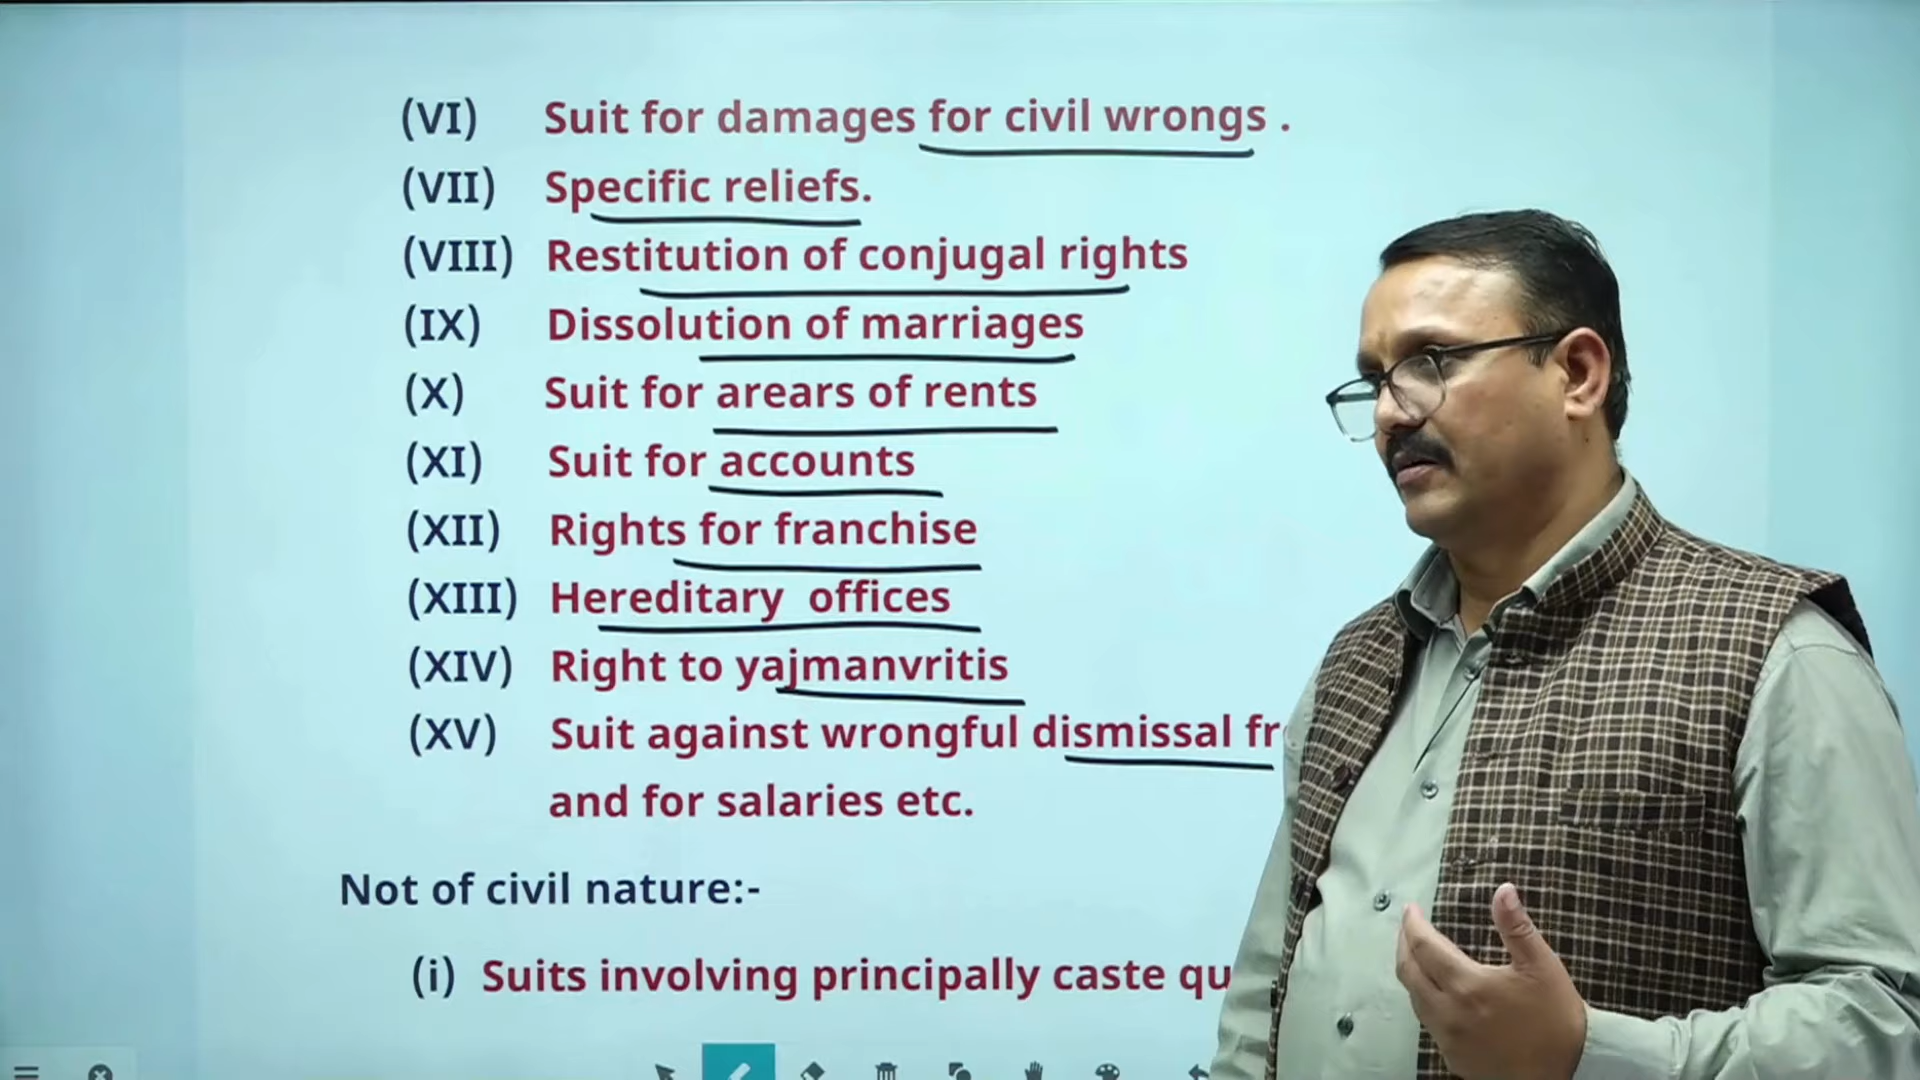 (VI) Suit for damages for civil wrongs .
(VII) Specific reliefs.
(VIII) Restitution of conjugal rights
(IX) Dissolution of marriages
(X) Suit for arears of rents
(XI) Suit for accounts
(XII) Rights for franchise
(XIII) Hereditary offices
(XIV) Right to yajmanvritis
(XV) Suit against wrongful dismissal
and for salaries etc.
Not of civil nature:-
(i) Suits involving principally caste